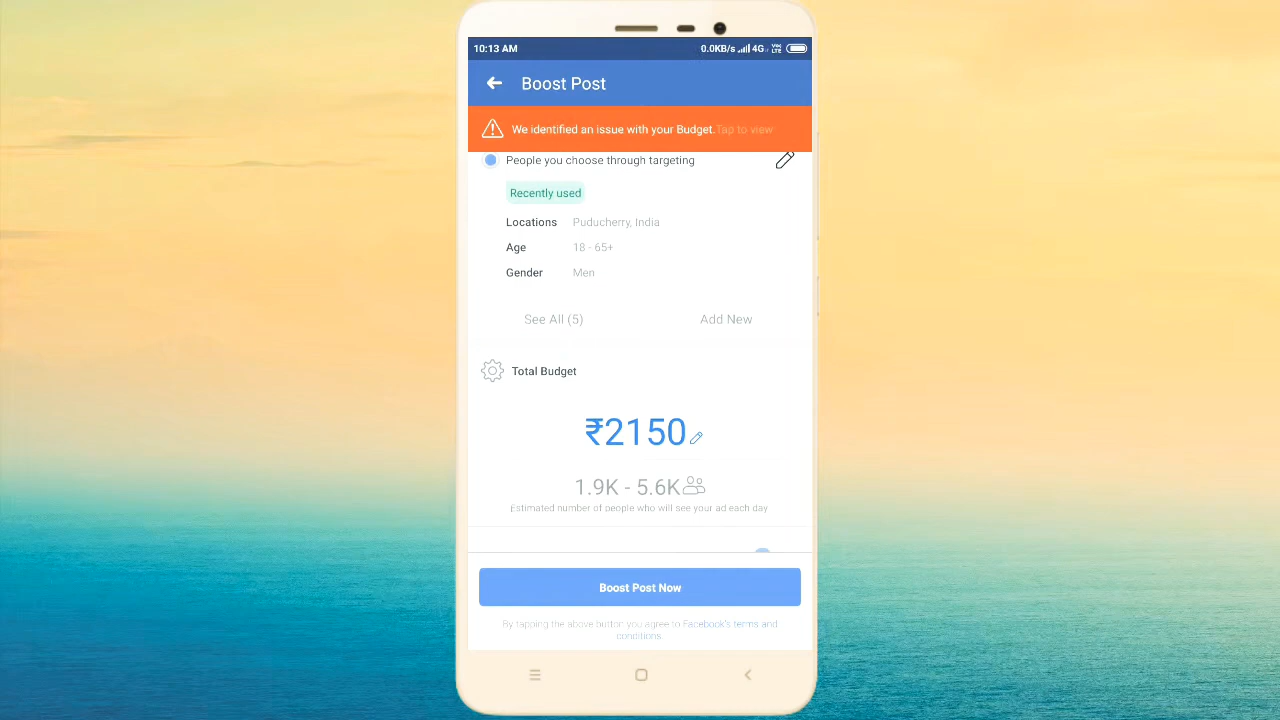 10:13 AM 0.0KB/s 4G VoLTE
Boost Post
We identified an issue with your Budget. Tap to view
People you choose through targeting
Recently used
Locations Puducherry, India
Age 18 - 65+
Gender Men
See All (5) Add New
Total Budget
₹2150
1.9K - 5.6K
Estimated number of people who will see your ad each day
Boost Post Now
By tapping the above button you agree to Facebook's terms and
conditions.